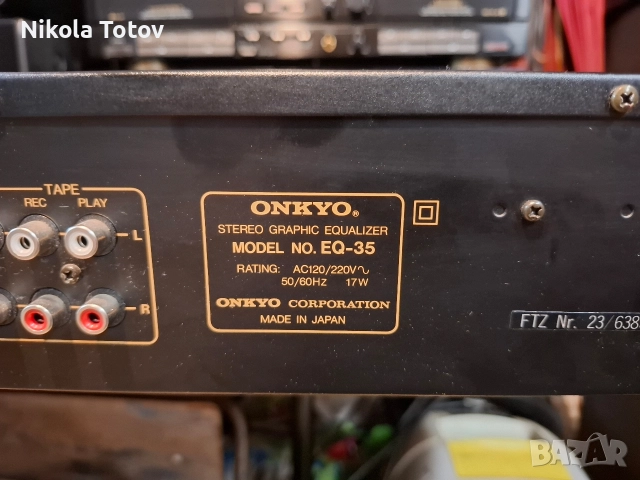 Nikola Totov
TAPE
REC PLAY
L
R
ONKYO®
STEREO GRAPHIC EQUALIZER
MODEL NO. EQ-35
RATING: AC120/220V~
50/60Hz 17W
ONKYO CORPORATION
MADE IN JAPAN
FTZ Nr. 23/638
BAZAR